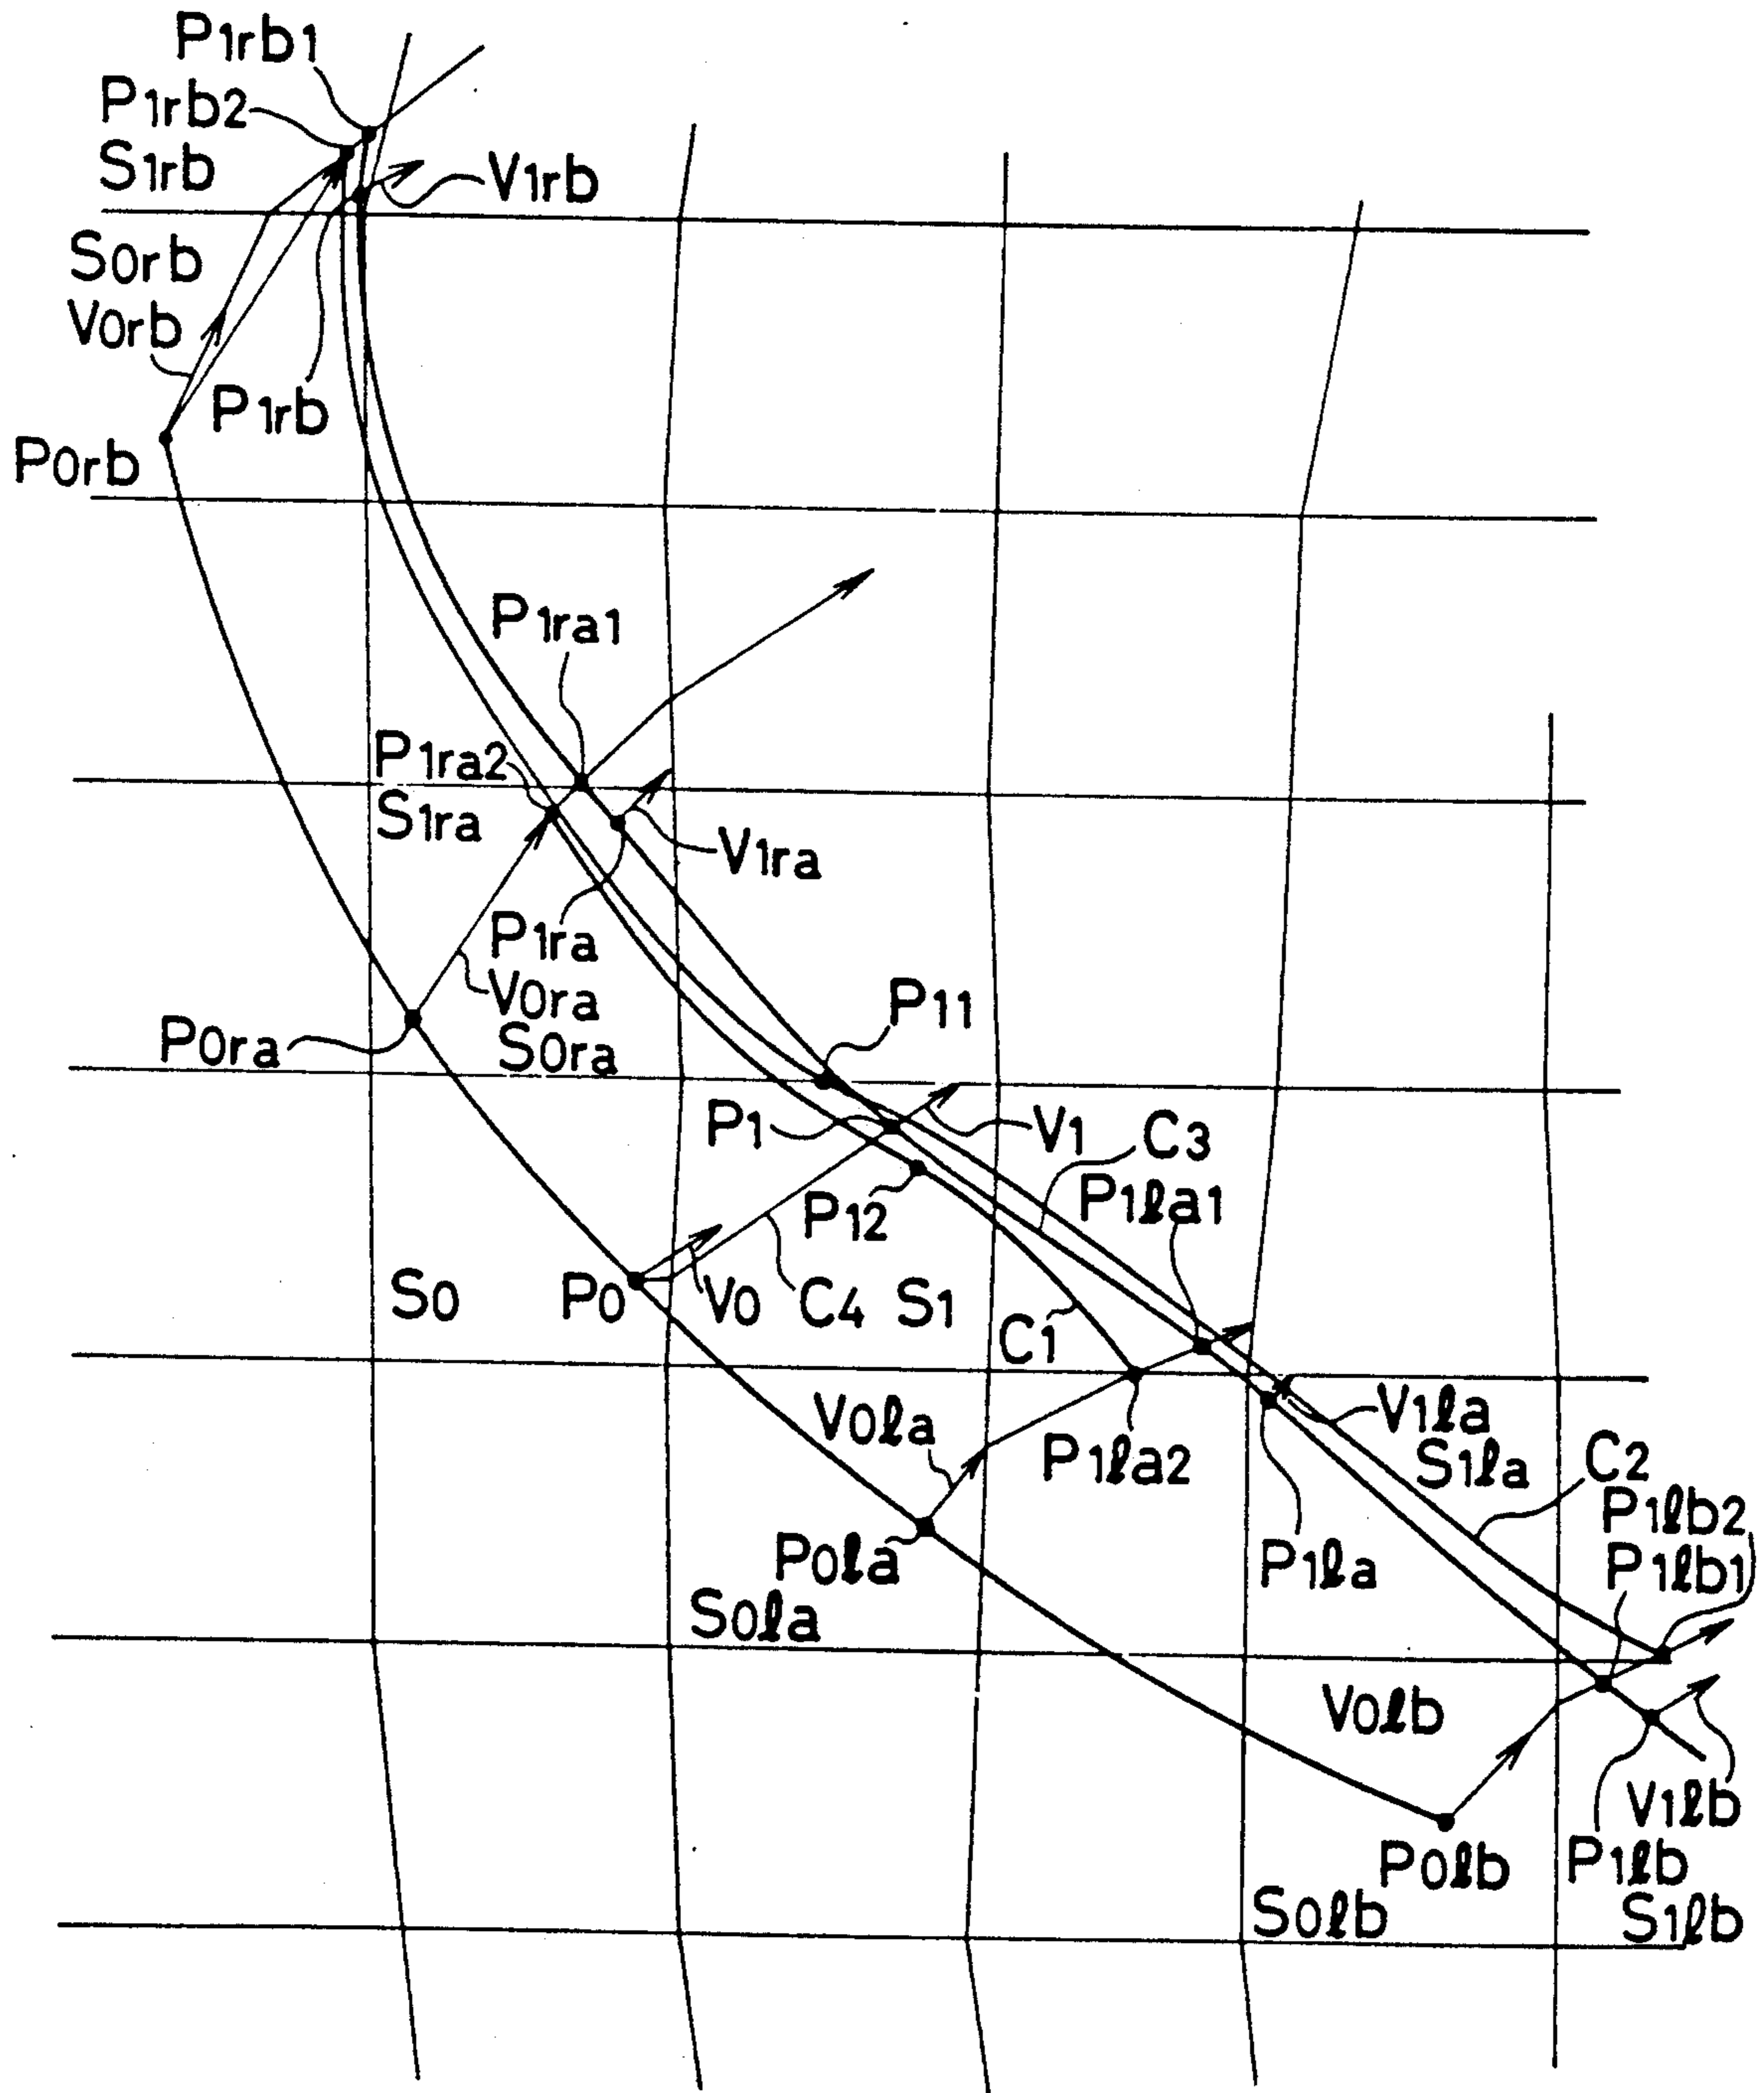 P1rb1
P1rb2
S1rb
V1rb
S0rb
V0rb
P1rb
P0rb
P1ra1
P1ra2
S1ra
V1ra
P1ra
V0ra
S0ra
P0ra
P11
P1
V1
C3
P1ℓa1
P12
S0
P0
V0
C4
S1
C1
V0ℓa
P1ℓa2
V1ℓa
S1ℓa
C2
P1ℓb2
P1ℓb1
P0ℓa
S0ℓa
P1ℓa
V0ℓb
V1ℓb
P0ℓb
P1ℓb
S0ℓb
S1ℓb